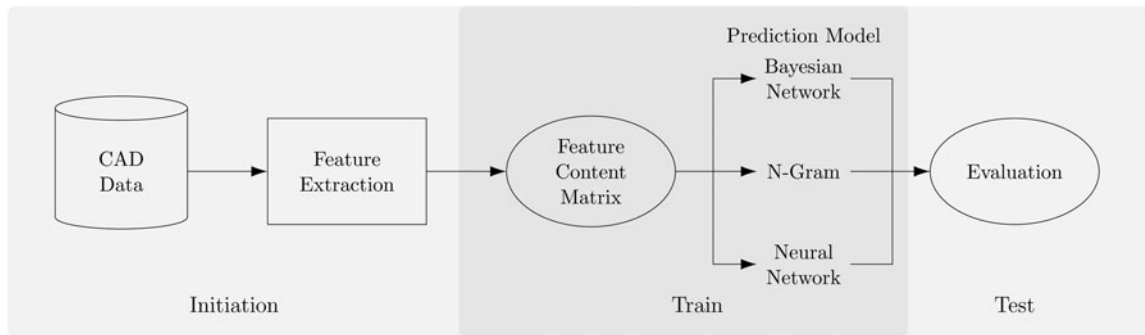 CAD
Data
Feature
Extraction
Feature
Content
Matrix
Prediction Model
Bayesian
Network
N-Gram
Neural
Network
Evaluation
Initiation
Train
Test